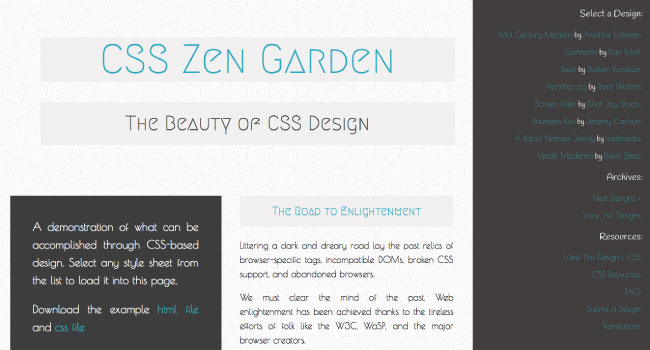 CSS Zen Garden
The Beauty of CSS Design
A demonstration of what can be
accomplished through CSS-based
design. Select any style sheet from
the list to load it into this page.
Download the example html file
and css file
The Road to Enlightenment
Littering a dark and dreary road lay the past relics of
browser-specific tags, incompatible DOMs, broken CSS
support, and abandoned browsers.
We must clear the mind of the past. Web
enlightenment has been achieved thanks to the tireless
efforts of folk like the W3C, WaSP, and the major
browser creators.
Select a Design:
Mid Century Modern by Andrew Lohman
Garments by Dan Mall
Steel by Steffen Knoeller
Apothecary by Trent Walton
Screen Filler by Elliot Jay Stocks
Fountain Kiss by Jeremy Carlson
A Robot Named Jimmy by meltmedia
Verde Moderna by Dave Shea
Archives:
Next Designs ›
View All Designs
Resources:
View This Design's CSS
CSS Resources
FAQ
Submit a Design
Translations